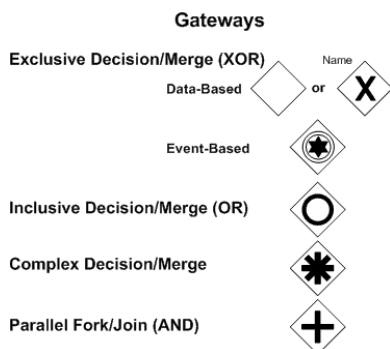 Gateways
Exclusive Decision/Merge (XOR)
Name
Data-Based or X
Event-Based
Inclusive Decision/Merge (OR)
Complex Decision/Merge
Parallel Fork/Join (AND)